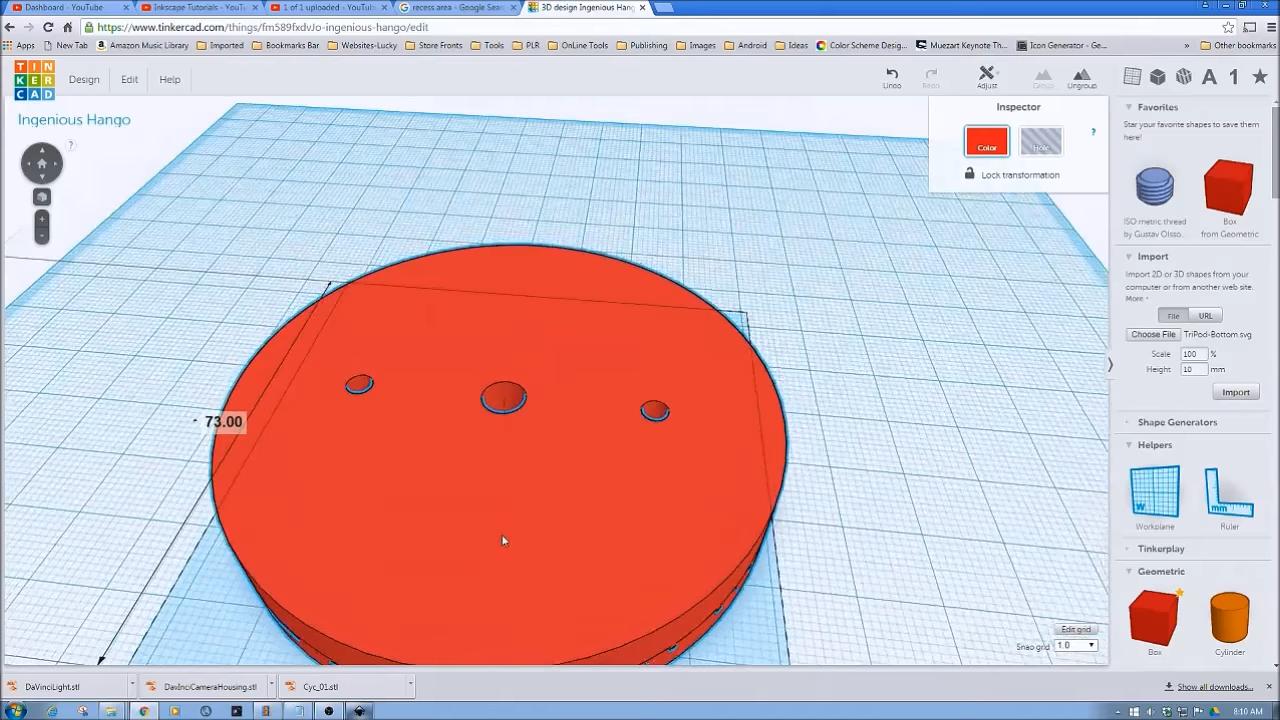 Dashboard - YouTube
Inkscape Tutorials - YouT
1 of 1 uploaded - YouTub
recess area - Google Sear
3D design Ingenious Hang
https://www.tinkercad.com/things/fm589fxdvJo-ingenious-hango/edit
Apps
New Tab
Amazon Music Library
Imported
Bookmarks Bar
Websites-Lucky
Store Fronts
Tools
PLR
OnLine Tools
Publishing
Images
Android
Ideas
Color Scheme Desig...
Muezart Keynote Th...
Icon Generator - Ge...
»
Other bookmarks
TIN
KER
CAD
Design
Edit
Help
Undo
Redo
Adjust
Group
Ungroup
Ingenious Hango
?
Inspector
Color
Hole
?
Lock transformation
73.00
Favorites
Star your favorite shapes to save them
here!
ISO metric thread
by Gustav Olsso...
Box
from Geometric
Import
Import 2D or 3D shapes from your
computer or from another web site.
More
File
URL
Choose File
TriPod-Bottom.svg
Scale
100
%
Height
10
mm
Import
Shape Generators
Helpers
W
mm
Workplane
Ruler
Tinkerplay
Geometric
Box
Cylinder
Edit grid
Snap grid
1.0
DaVinciLight.stl
DavinciCameraHousing.stl
Cyc_01.stl
Show all downloads...
8:10 AM